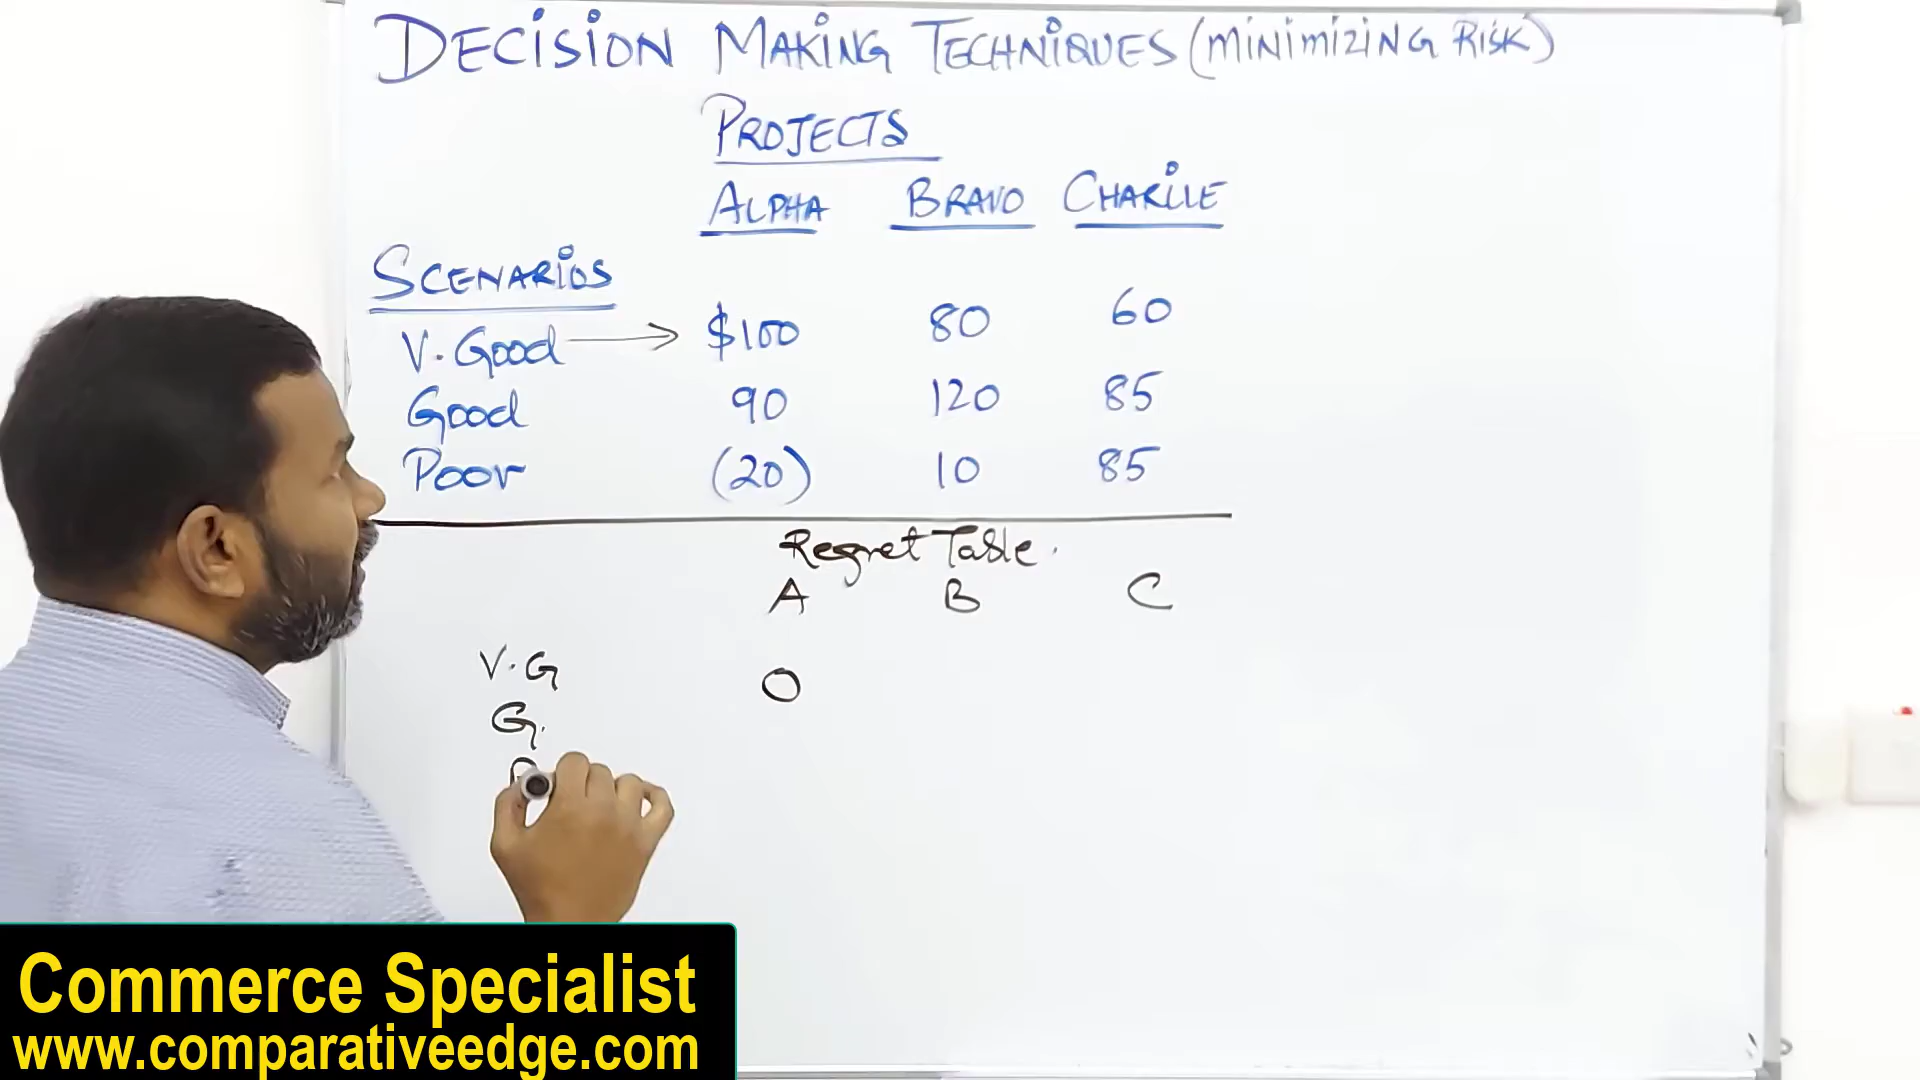 DECISION MAKING TECHNIQUES (MINIMIZING RISK)
PROJECTS
ALPHA BRAVO CHARLIE
SCENARIOS
V. Good → $100 80 60
Good 90 120 85
Poor (20) 10 85
Regret Table.
A B C
V. G 0
G.
P
Commerce Specialist
www.comparativeedge.com